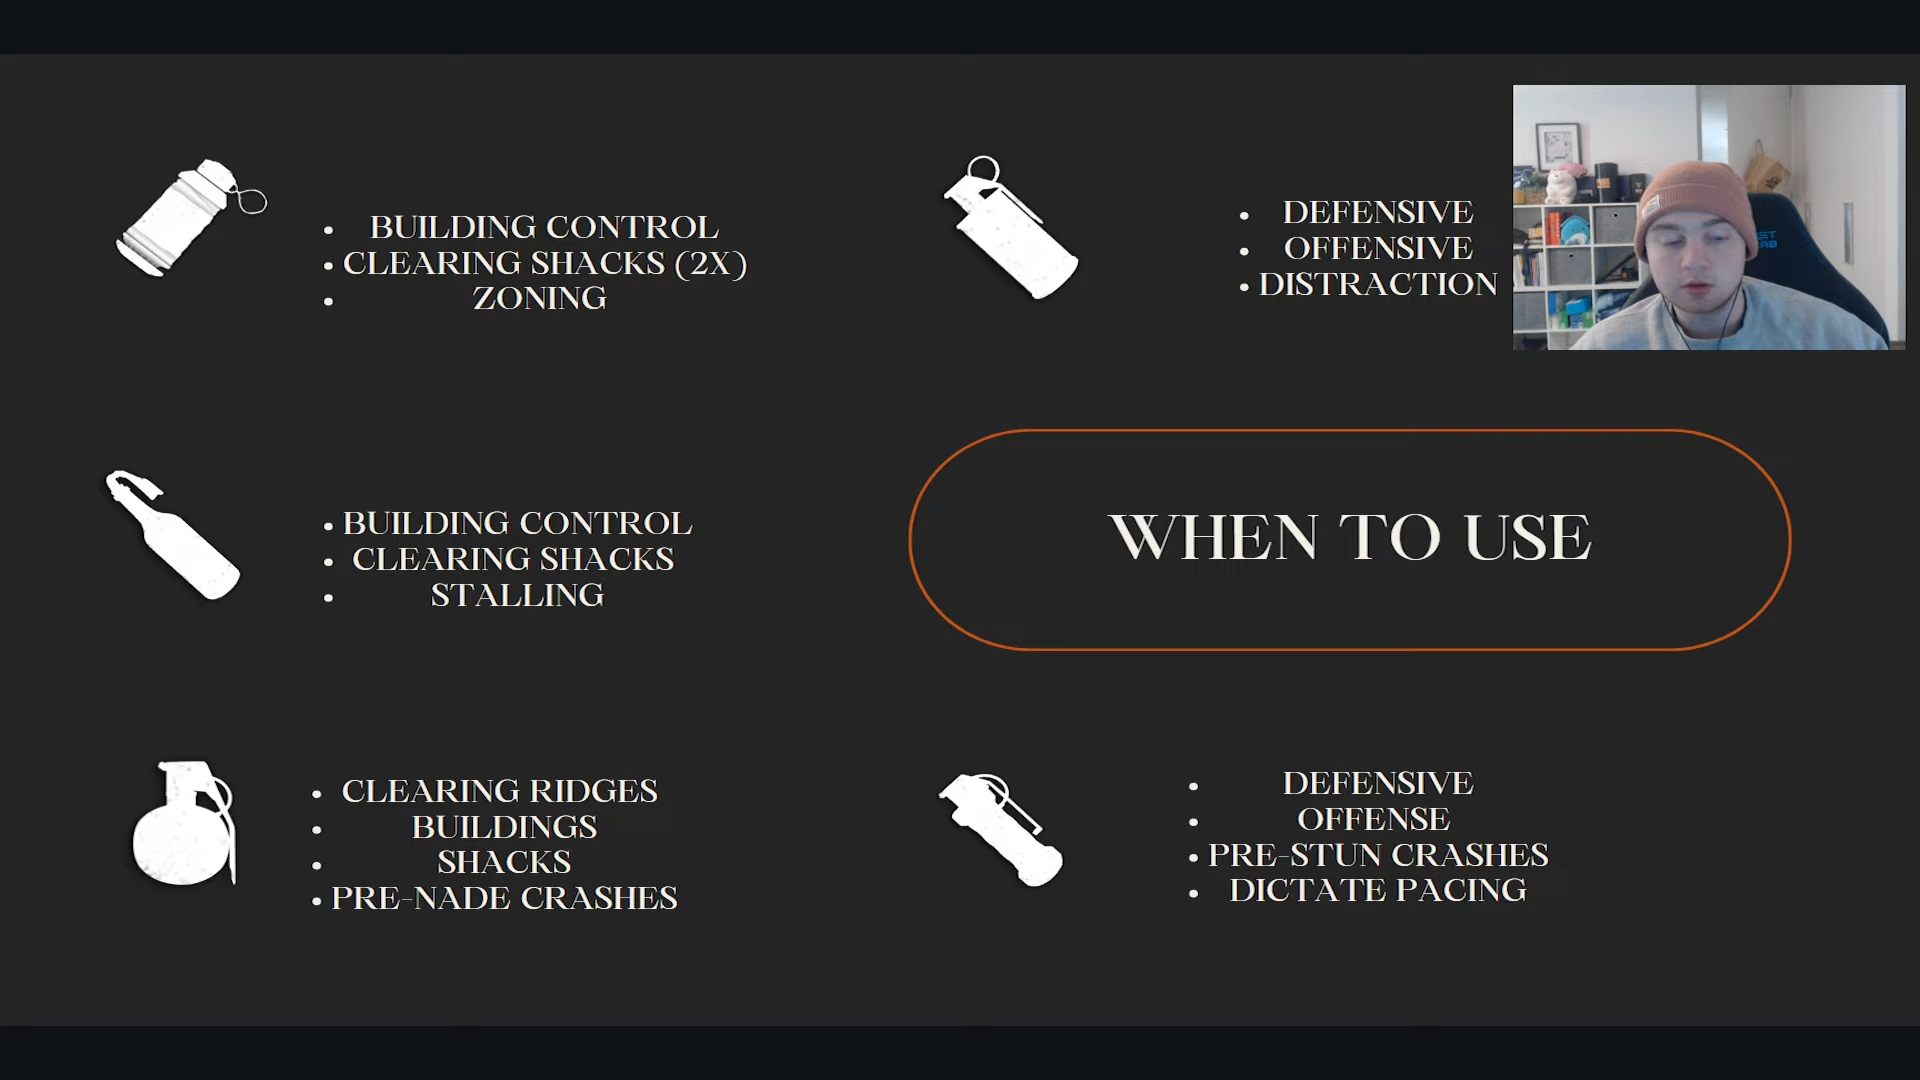 BUILDING CONTROL
CLEARING SHACKS (2X)
ZONING
DEFENSIVE
OFFENSIVE
DISTRACTION
BUILDING CONTROL
CLEARING SHACKS
STALLING
WHEN TO USE
CLEARING RIDGES
BUILDINGS
SHACKS
PRE-NADE CRASHES
DEFENSIVE
OFFENSE
PRE-STUN CRASHES
DICTATE PACING